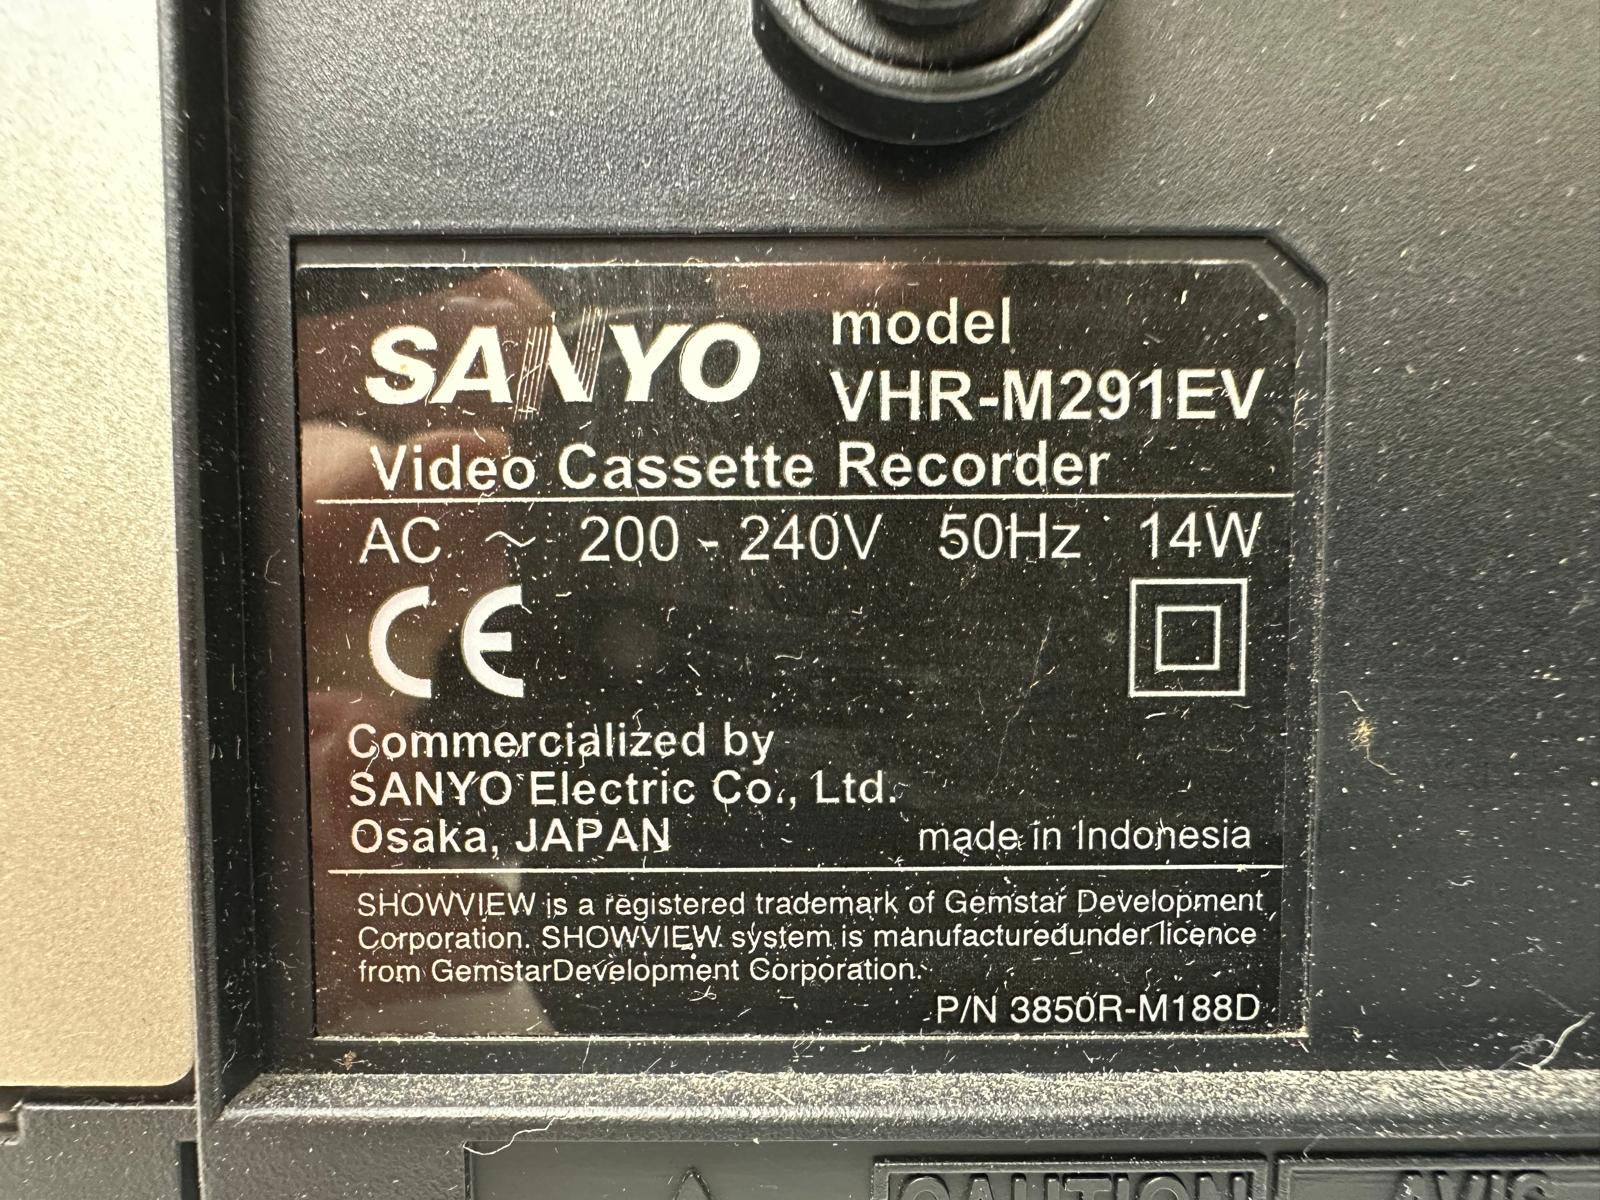 SANYO
model
VHR-M291EV
Video Cassette Recorder
AC ~ 200 - 240V 50Hz 14W
CE
Commercialized by
SANYO Electric Co., Ltd.
Osaka, JAPAN
made in Indonesia
SHOWVIEW is a registered trademark of Gemstar Development
Corporation. SHOWVIEW system is manufacturedunder licence
from GemstarDevelopment Corporation.
P/N 3850R-M188D
CAUTION
AVIS